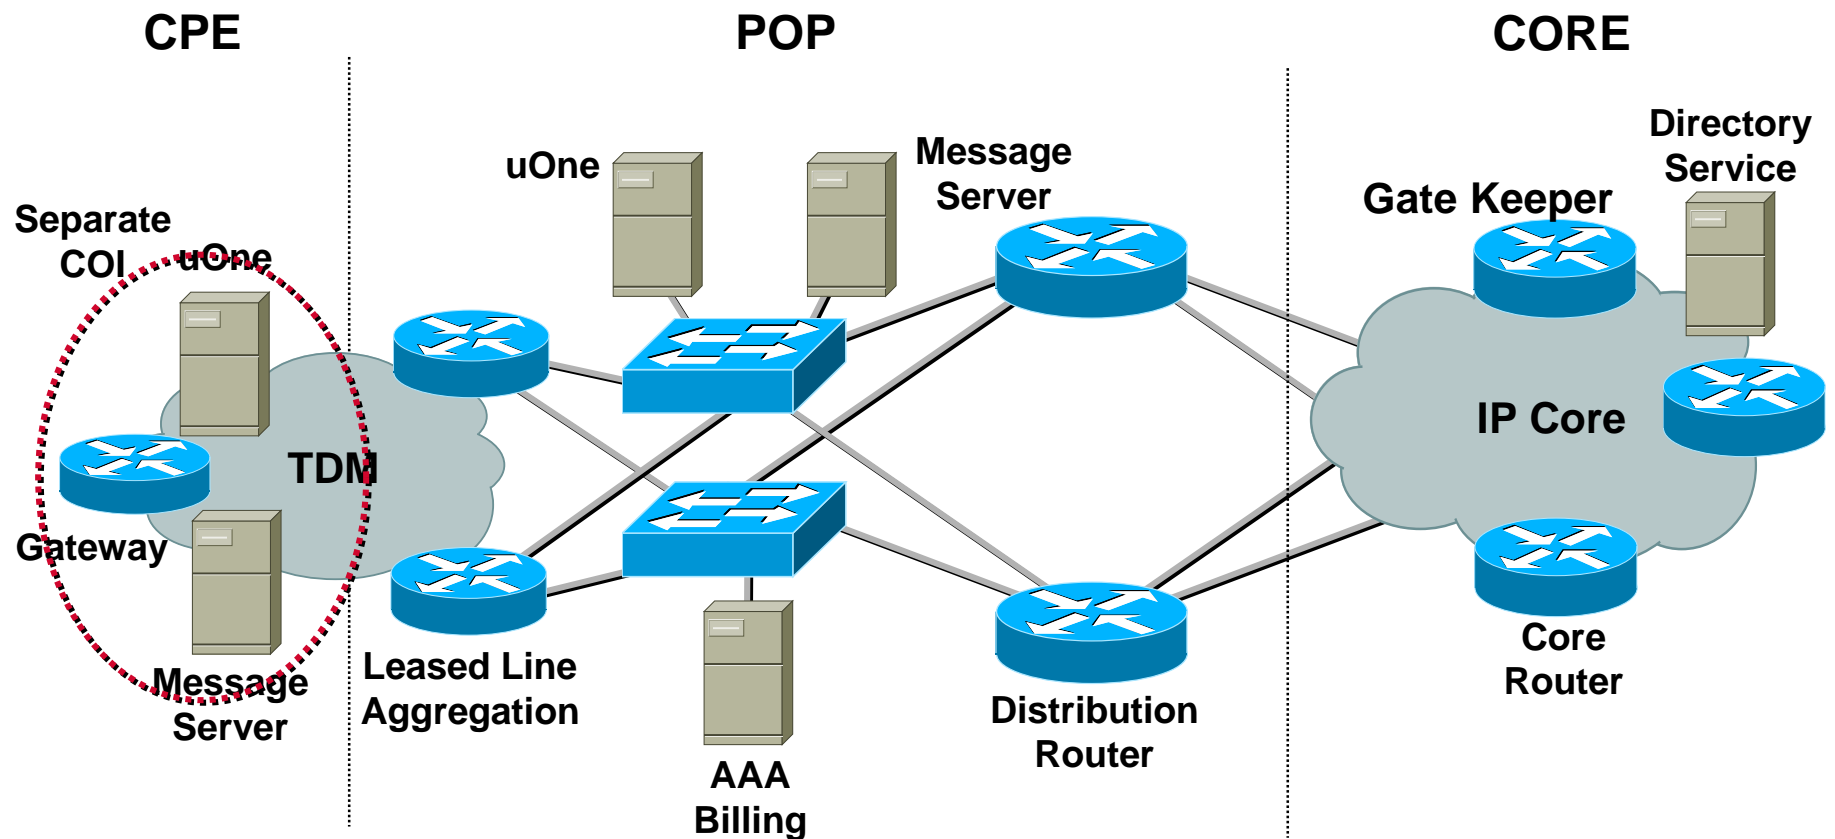 CPE
POP
CORE
Separate
COI
uOne
TDM
Gateway
Message
Server
uOne
Message
Server
Leased Line
Aggregation
AAA
Billing
Distribution
Router
Directory
Service
Gate Keeper
IP Core
Core
Router